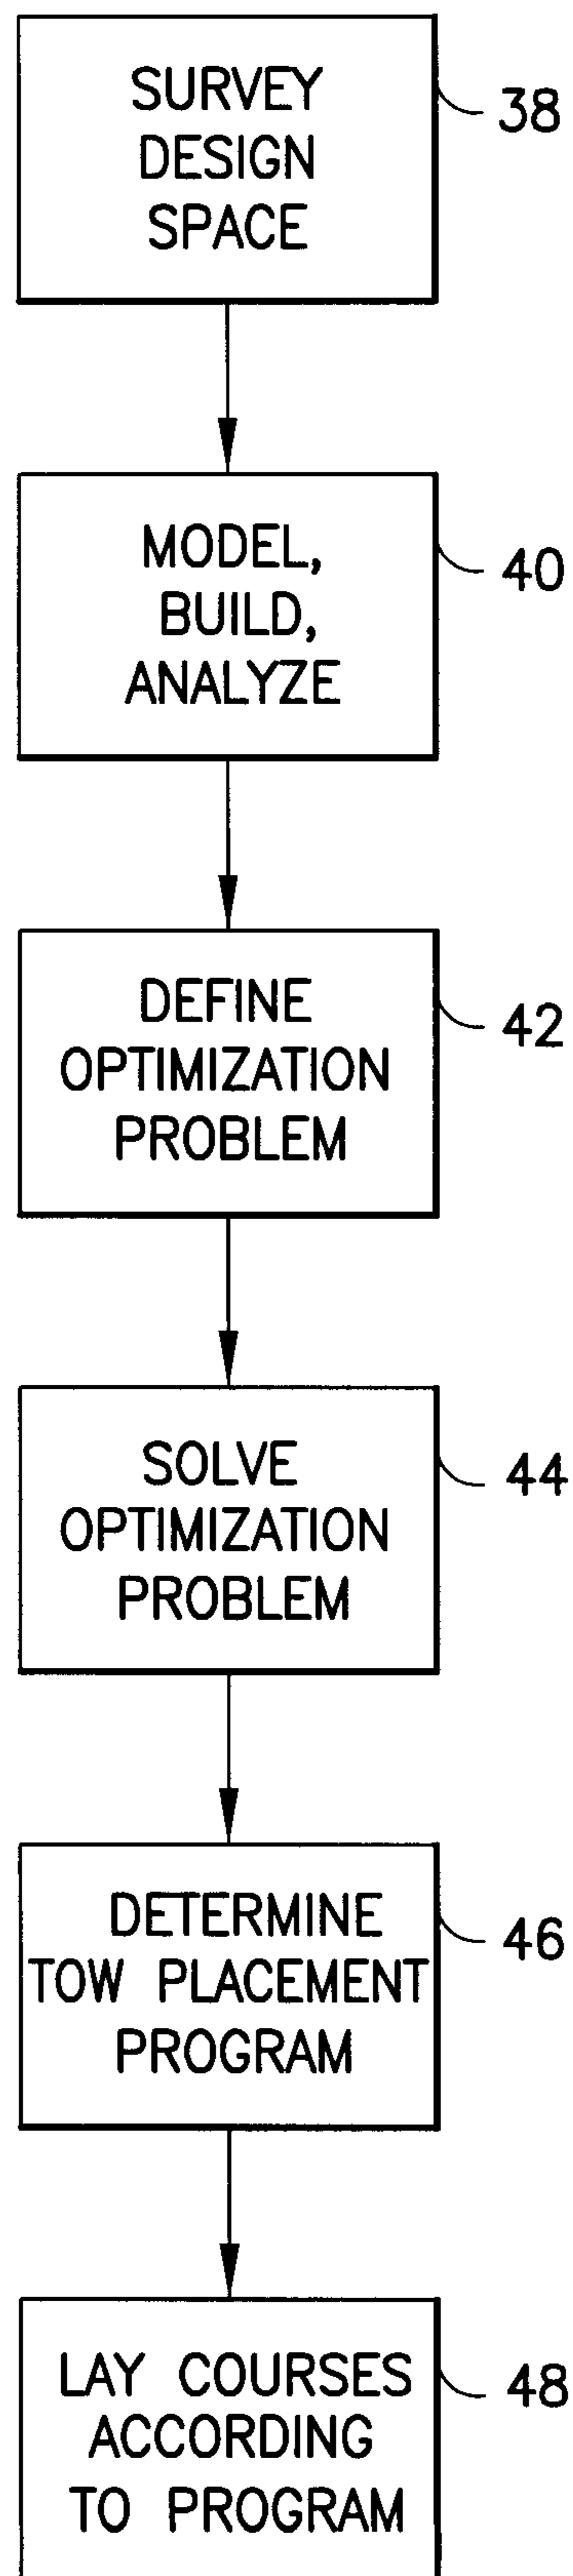 SURVEY
DESIGN
SPACE
38
MODEL,
BUILD,
ANALYZE
40
DEFINE
OPTIMIZATION
PROBLEM
42
SOLVE
OPTIMIZATION
PROBLEM
44
DETERMINE
TOW PLACEMENT
PROGRAM
46
LAY COURSES
ACCORDING
TO PROGRAM
48